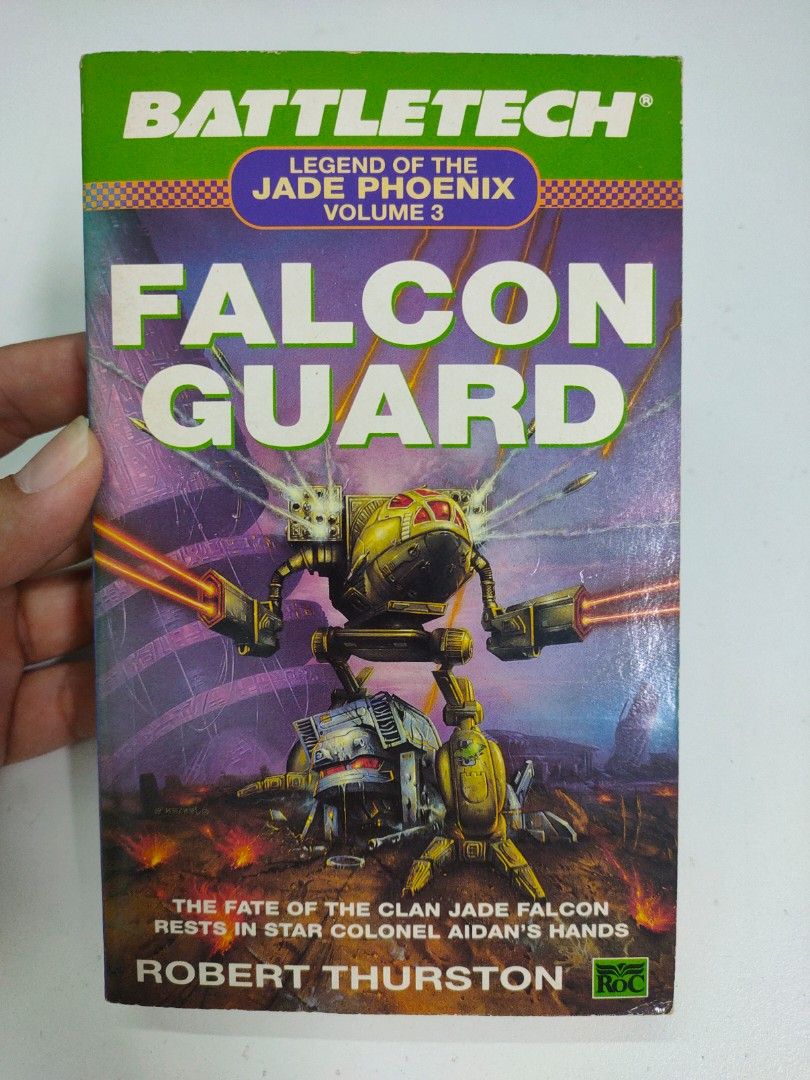 BATTLETECH®
LEGEND OF THE
JADE PHOENIX
VOLUME 3
FALCON
GUARD
THE FATE OF THE CLAN JADE FALCON
RESTS IN STAR COLONEL AIDAN'S HANDS
ROBERT THURSTON
ROC